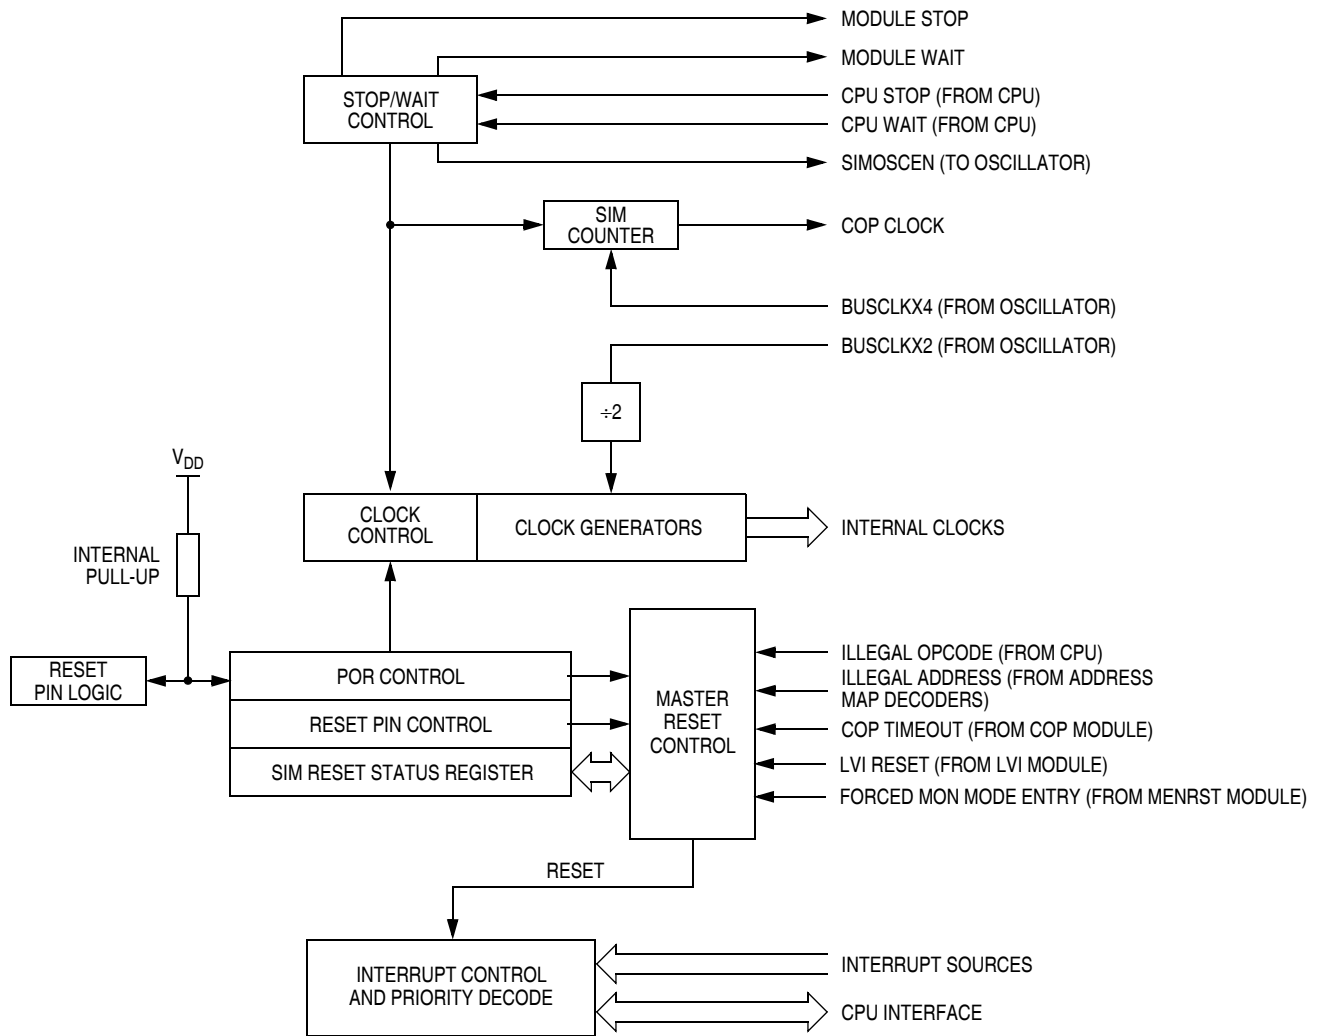 MODULE STOP
MODULE WAIT
STOP/WAIT
CONTROL
CPU STOP (FROM CPU)
CPU WAIT (FROM CPU)
SIMOSCEN (TO OSCILLATOR)
SIM
COUNTER
COP CLOCK
BUSCLKX4 (FROM OSCILLATOR)
BUSCLKX2 (FROM OSCILLATOR)
÷2
VDD
CLOCK
CONTROL
CLOCK GENERATORS
INTERNAL CLOCKS
INTERNAL
PULL-UP
RESET
PIN LOGIC
POR CONTROL
RESET PIN CONTROL
SIM RESET STATUS REGISTER
MASTER
RESET
CONTROL
ILLEGAL OPCODE (FROM CPU)
ILLEGAL ADDRESS (FROM ADDRESS
MAP DECODERS)
COP TIMEOUT (FROM COP MODULE)
LVI RESET (FROM LVI MODULE)
FORCED MON MODE ENTRY (FROM MENRST MODULE)
RESET
INTERRUPT CONTROL
AND PRIORITY DECODE
INTERRUPT SOURCES
CPU INTERFACE